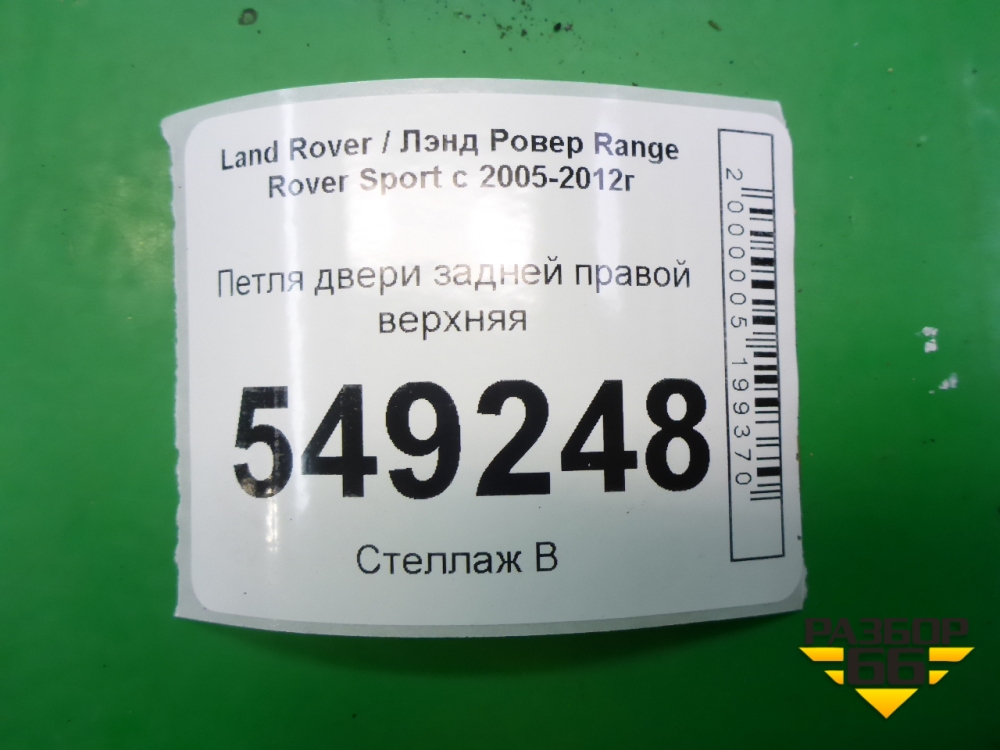 Land Rover / Лэнд Ровер Range
Rover Sport с 2005-2012г
Петля двери задней правой
верхняя
549248
Стеллаж В
2000005199370
РАЗБОР
66